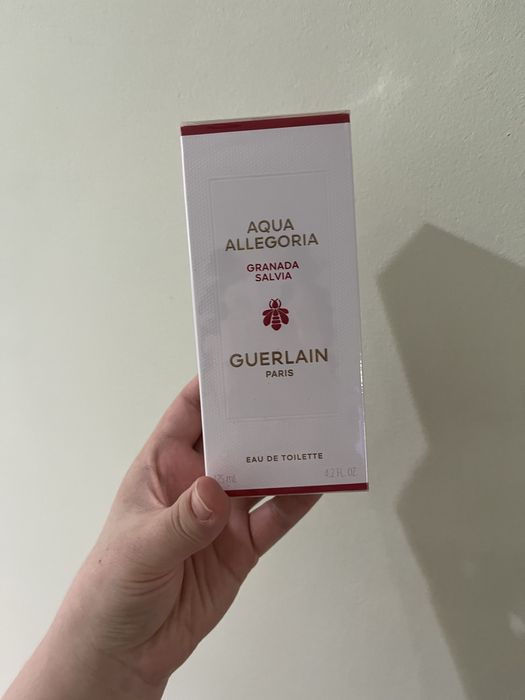 AQUA
ALLEGORIA
GRANADA
SALVIA
GUERLAIN
PARIS
EAU DE TOILETTE
4.2 FL. OZ.